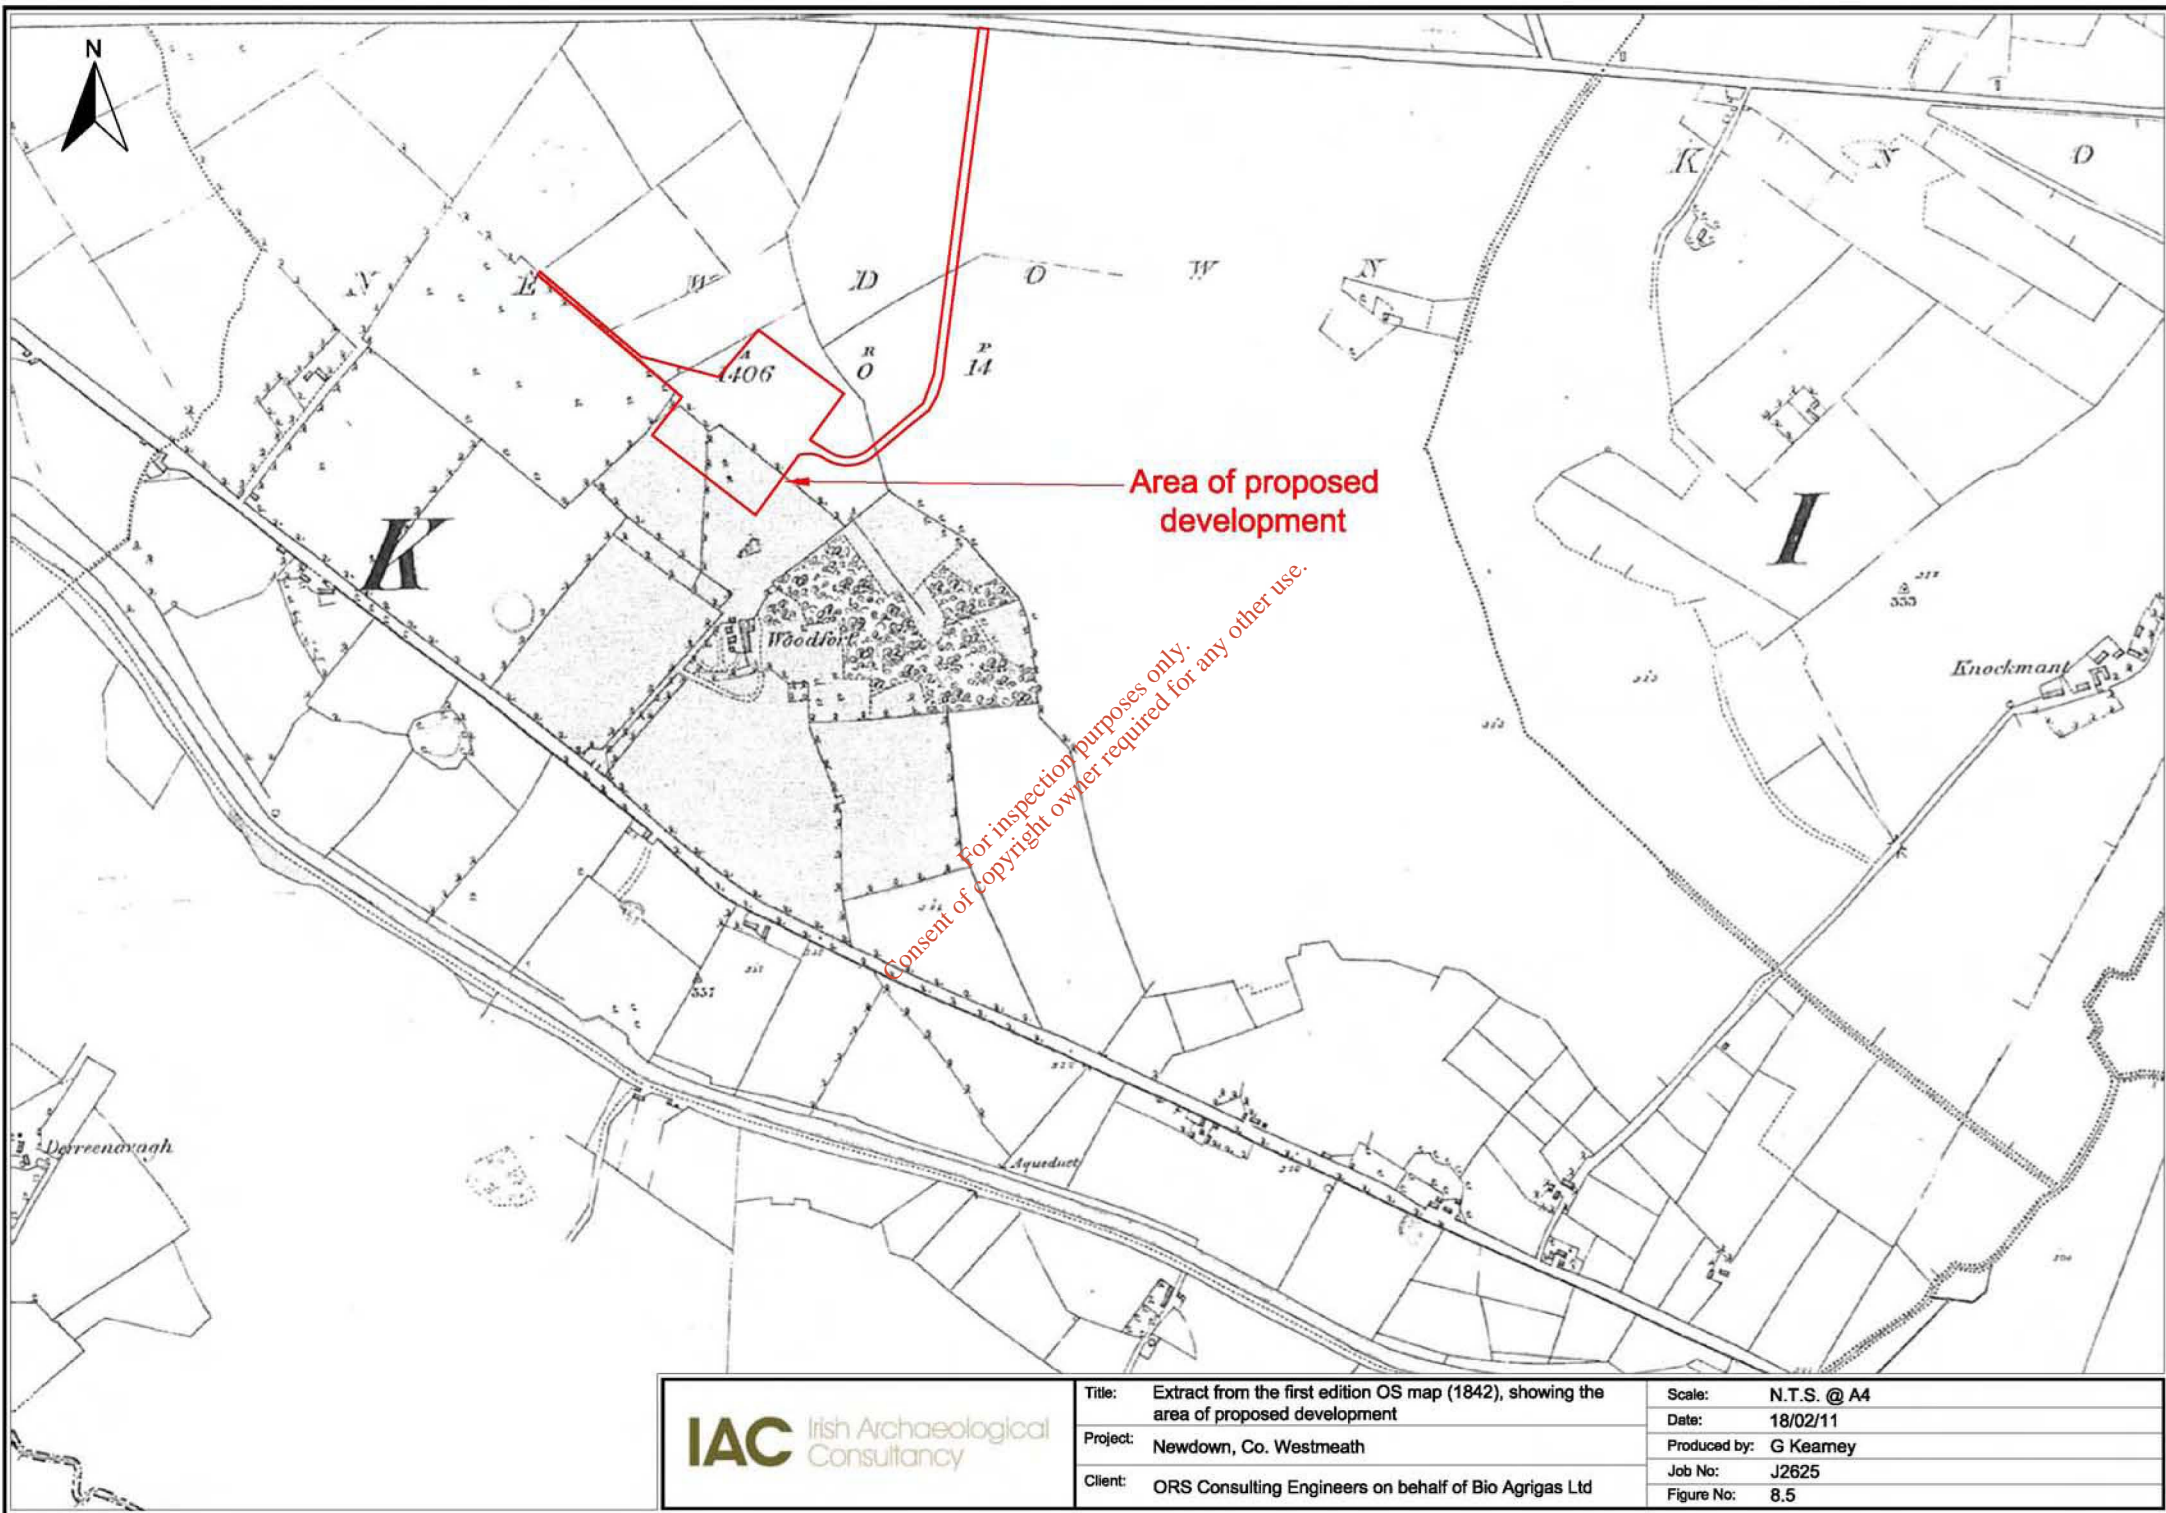 N
K
N
O
N
E
W
D
O
W
N
A
R
P
1406
0
14
Area of proposed
development
K
I
Woodfort
335
Knockmant
337
Derreenavagh
Aqueduct
For inspection purposes only.
Consent of copyright owner required for any other use.
IAC Irish Archaeological
Consultancy
Title: Extract from the first edition OS map (1842), showing the
area of proposed development
Project: Newdown, Co. Westmeath
Client: ORS Consulting Engineers on behalf of Bio Agrigas Ltd
Scale: N.T.S. @ A4
Date: 18/02/11
Produced by: G Kearney
Job No: J2625
Figure No: 8.5